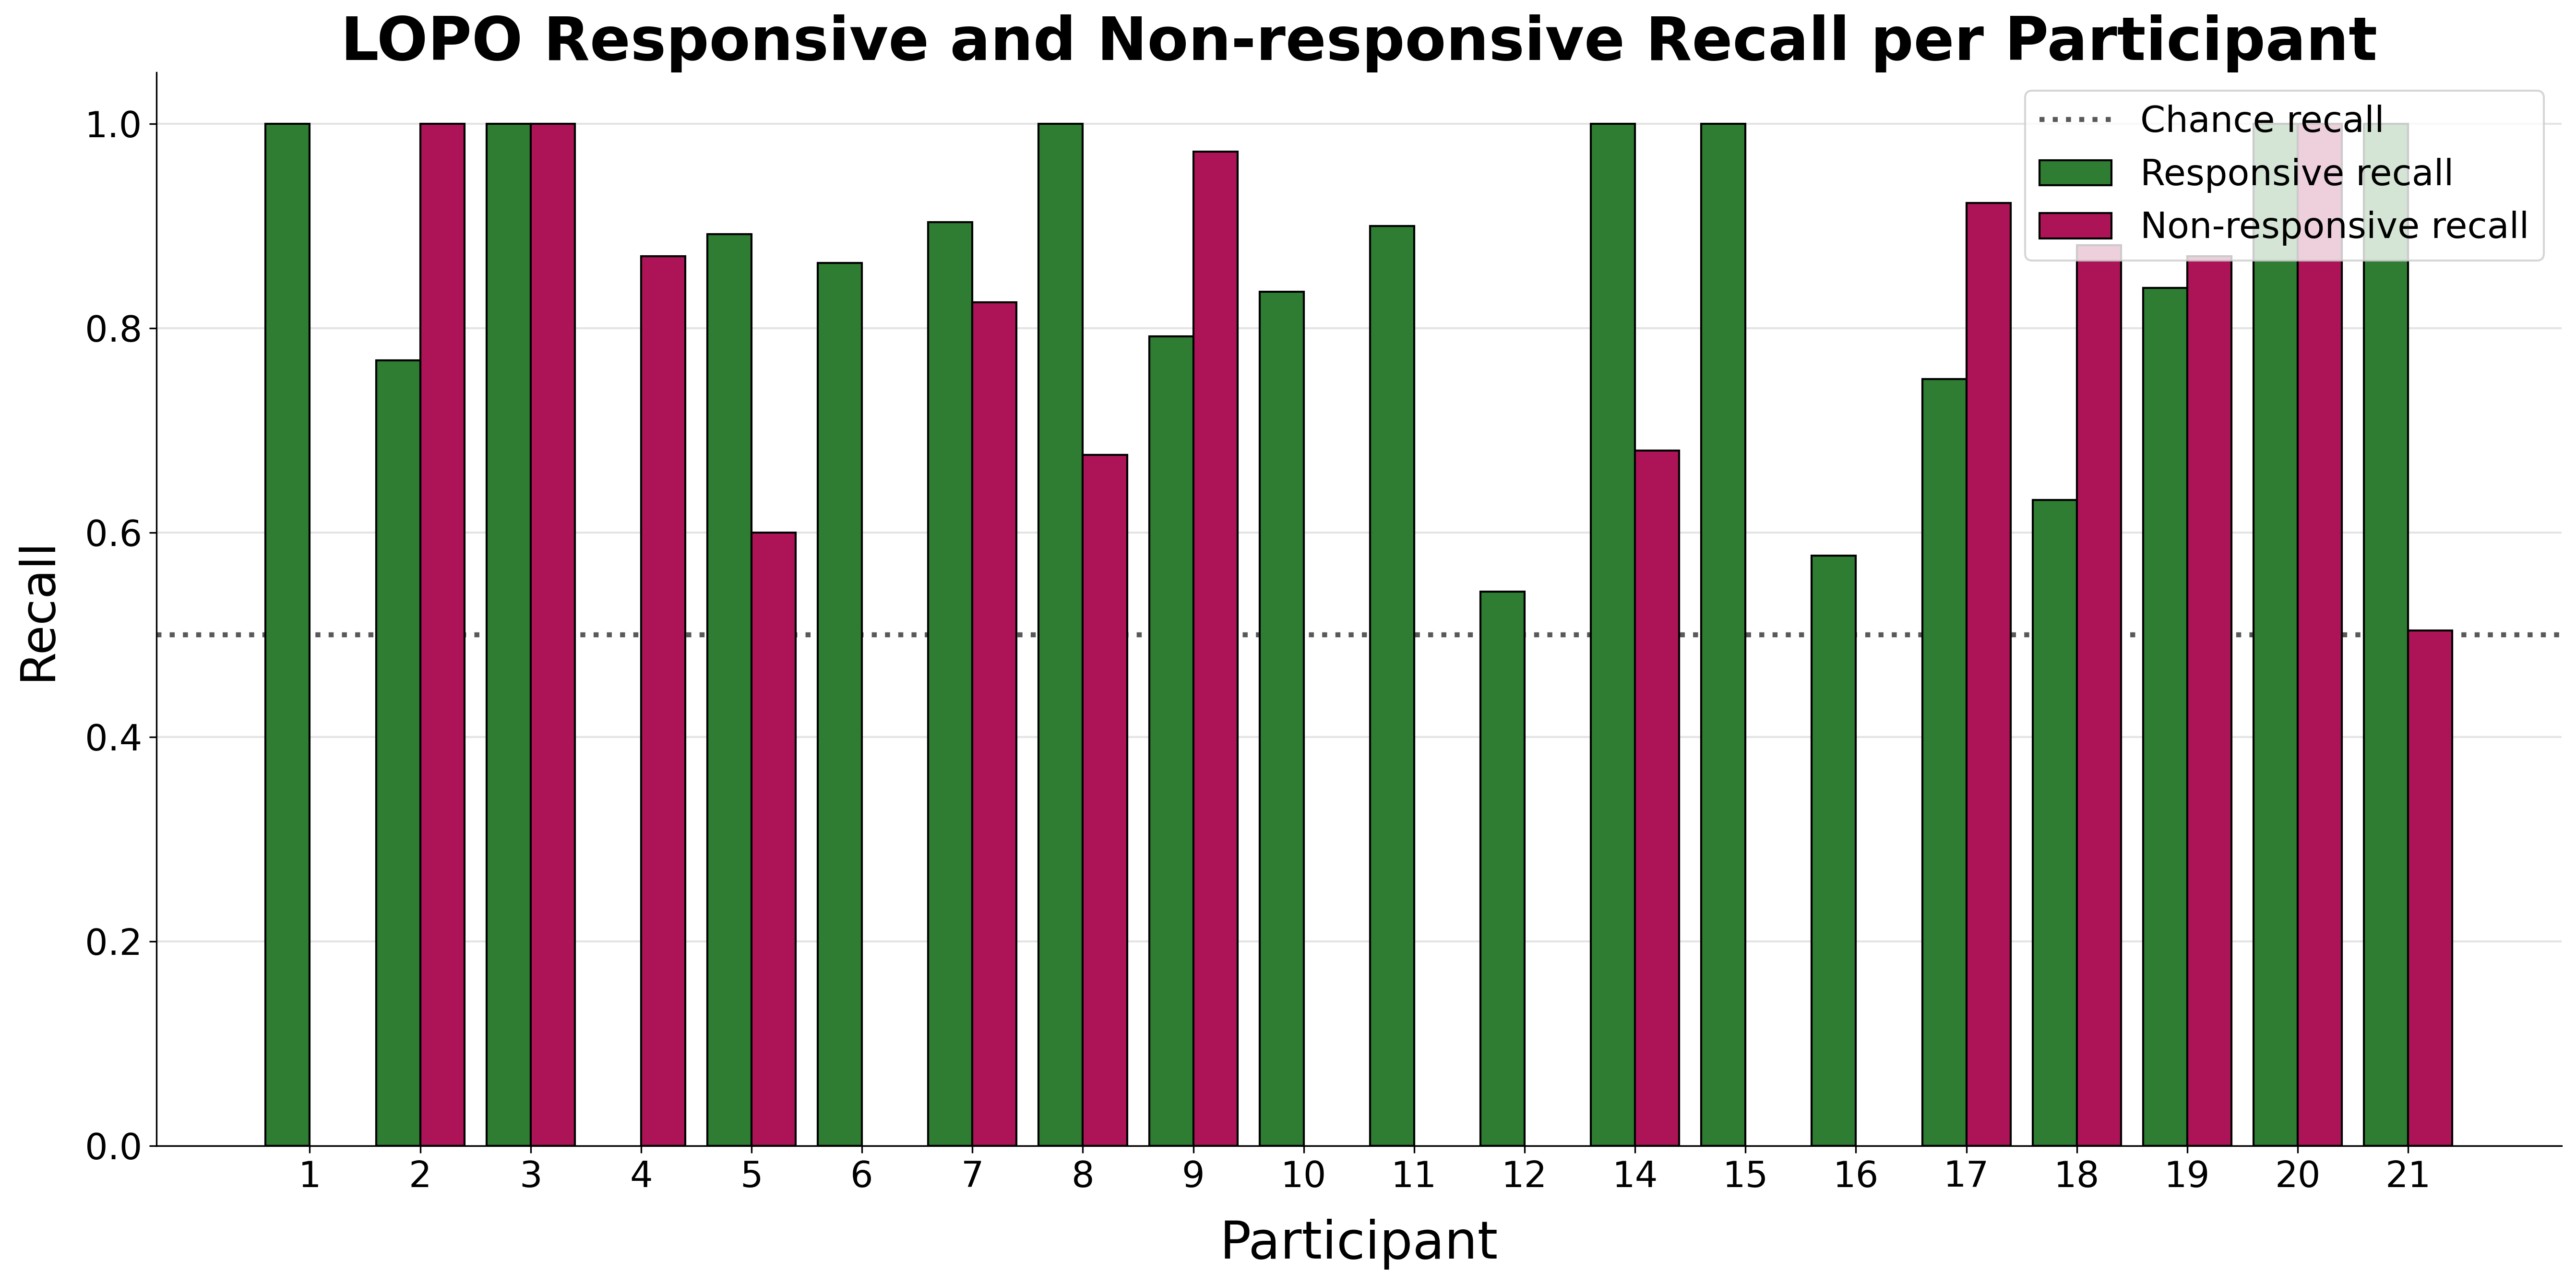 LOPO Responsive and Non-responsive Recall per Participant
Chance recall
Responsive recall
Non-responsive recall
1.0
0.8
0.6
0.4
0.2
0.0
Recall
1 2 3 4 5 6 7 8 9 10 11 12 14 15 16 17 18 19 20 21
Participant